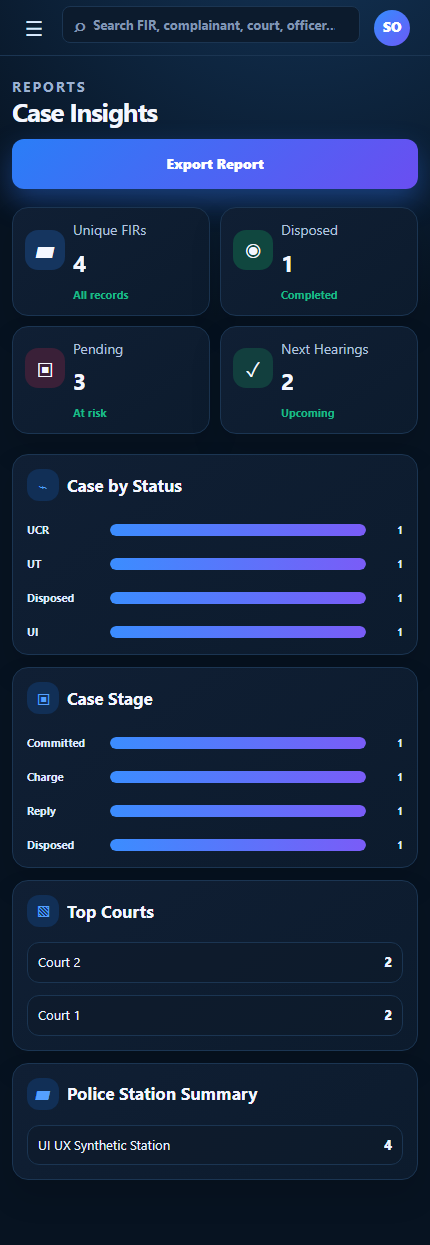 Search FIR, complainant, court, officer...
SO
REPORTS
Case Insights
Export Report
Unique FIRs
4
All records
Disposed
1
Completed
Pending
3
At risk
Next Hearings
2
Upcoming
Case by Status
UCR 1
UT 1
Disposed 1
UI 1
Case Stage
Committed 1
Charge 1
Reply 1
Disposed 1
Top Courts
Court 2 2
Court 1 2
Police Station Summary
UI UX Synthetic Station 4